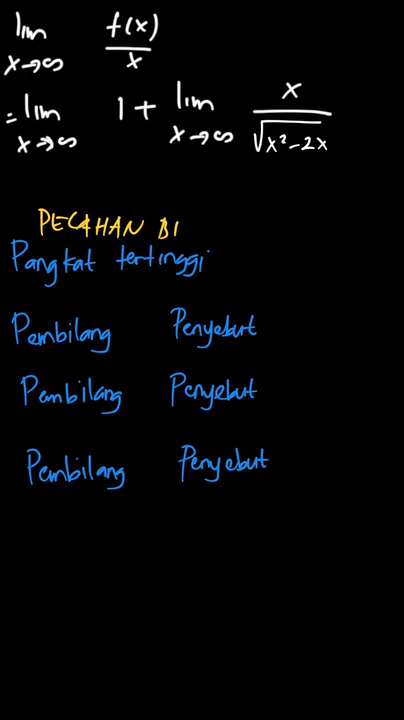 lim f(x)/x
x→∞
= lim 1 + lim x/√(x²-2x)
x→∞ x→∞
PECAHAN BI
Pangkat tertinggi
Pembilang Penyebut
Pembilang Penyebut
Pembilang Penyebut